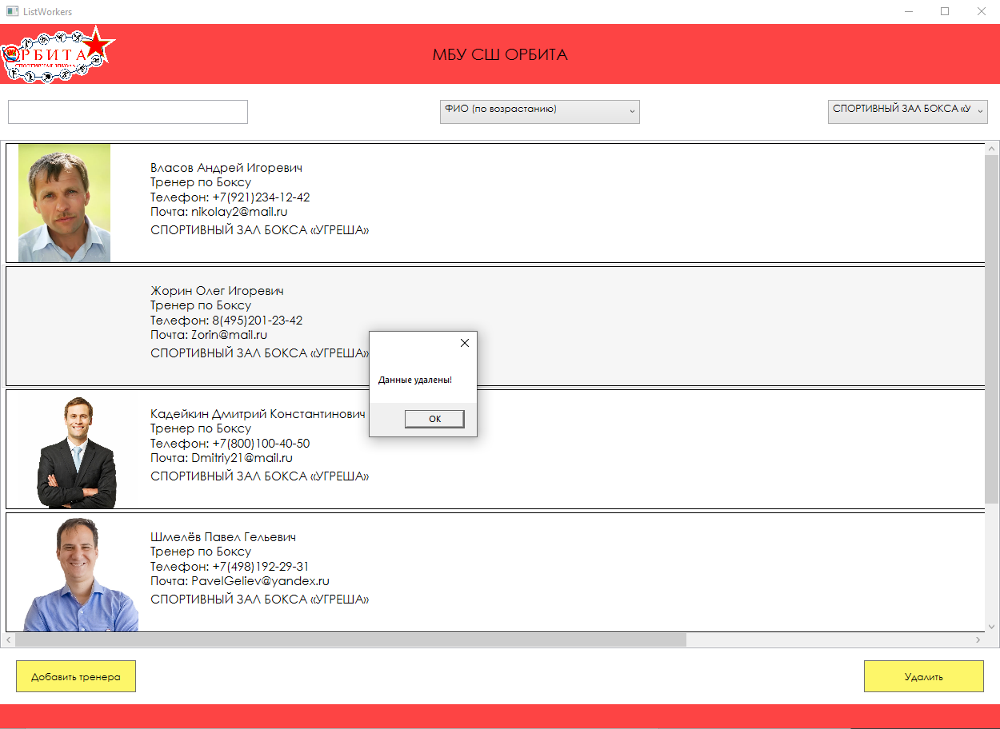 ListWorkers
ОРБИТА
СПОРТИВНАЯ ШКОЛА
МБУ СШ ОРБИТА
ФИО (по возрастанию)
СПОРТИВНЫЙ ЗАЛ БОКСА «У
Власов Андрей Игоревич
Тренер по Боксу
Телефон: +7(921)234-12-42
Почта: nikolay2@mail.ru
СПОРТИВНЫЙ ЗАЛ БОКСА «УГРЕША»
Жорин Олег Игоревич
Тренер по Боксу
Телефон: 8(495)201-23-42
Почта: Zorin@mail.ru
СПОРТИВНЫЙ ЗАЛ БОКСА «УГРЕША»
Данные удалены!
OK
Кадейкин Дмитрий Константинович
Тренер по Боксу
Телефон: +7(800)100-40-50
Почта: Dmitriy21@mail.ru
СПОРТИВНЫЙ ЗАЛ БОКСА «УГРЕША»
Шмелёв Павел Гельевич
Тренер по Боксу
Телефон: +7(498)192-29-31
Почта: PavelGeliev@yandex.ru
СПОРТИВНЫЙ ЗАЛ БОКСА «УГРЕША»
Добавить тренера
Удалить